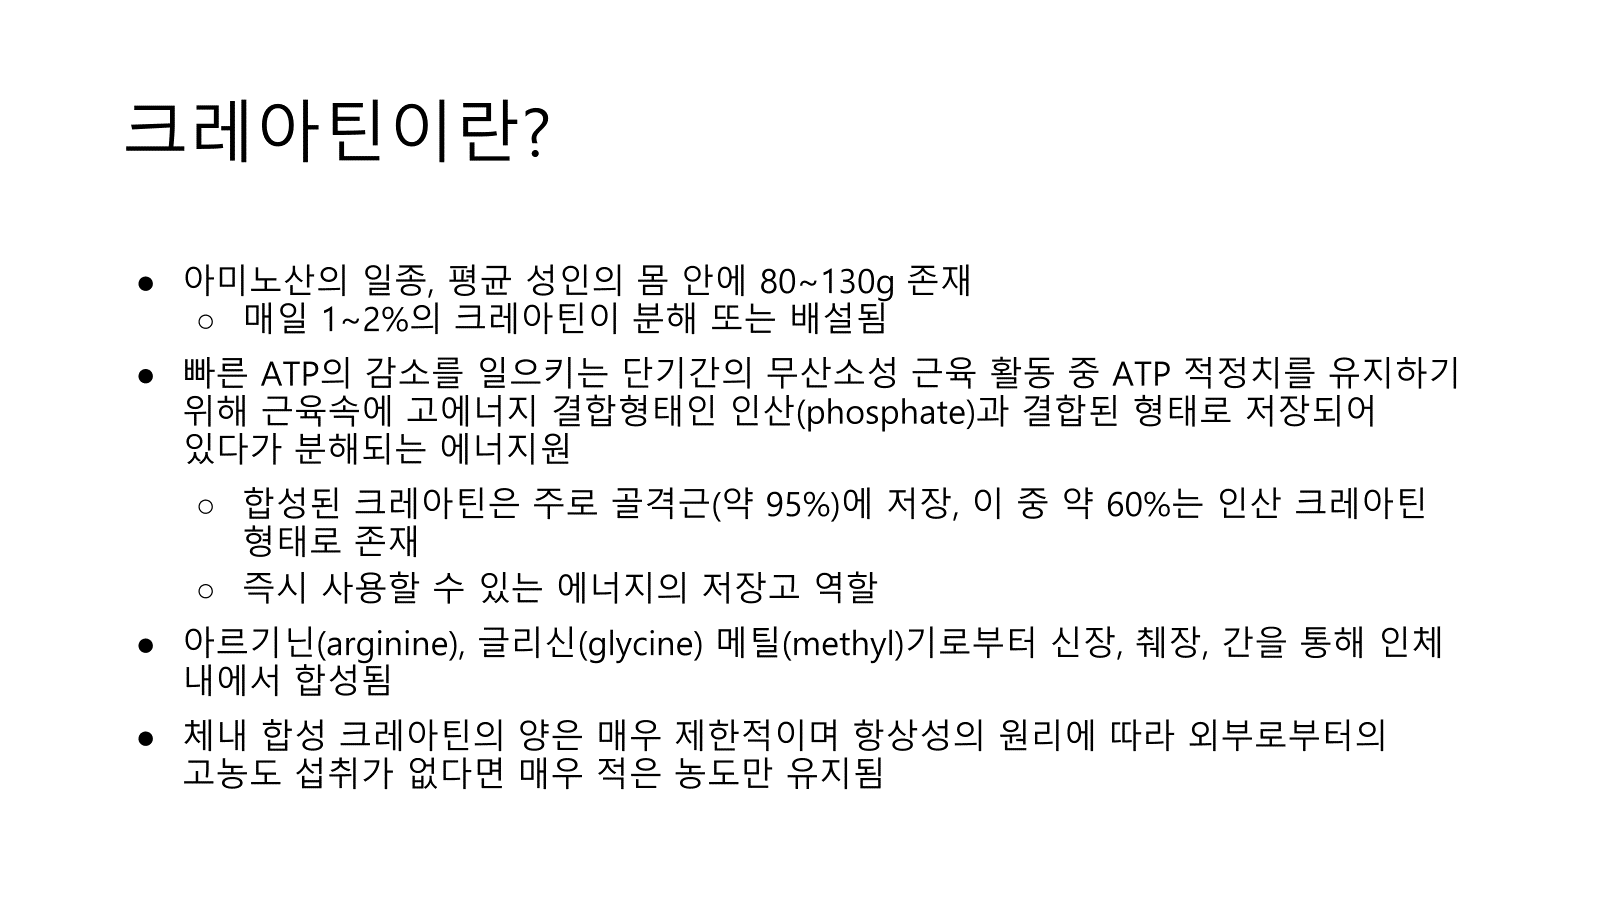 크레아틴이란?
● 아미노산의 일종, 평균 성인의 몸 안에 80~130g 존재
○ 매일 1~2%의 크레아틴이 분해 또는 배설됨
● 빠른 ATP의 감소를 일으키는 단기간의 무산소성 근육 활동 중 ATP 적정치를 유지하기
위해 근육속에 고에너지 결합형태인 인산(phosphate)과 결합된 형태로 저장되어
있다가 분해되는 에너지원
○ 합성된 크레아틴은 주로 골격근(약 95%)에 저장, 이 중 약 60%는 인산 크레아틴
형태로 존재
○ 즉시 사용할 수 있는 에너지의 저장고 역할
● 아르기닌(arginine), 글리신(glycine) 메틸(methyl)기로부터 신장, 췌장, 간을 통해 인체
내에서 합성됨
● 체내 합성 크레아틴의 양은 매우 제한적이며 항상성의 원리에 따라 외부로부터의
고농도 섭취가 없다면 매우 적은 농도만 유지됨